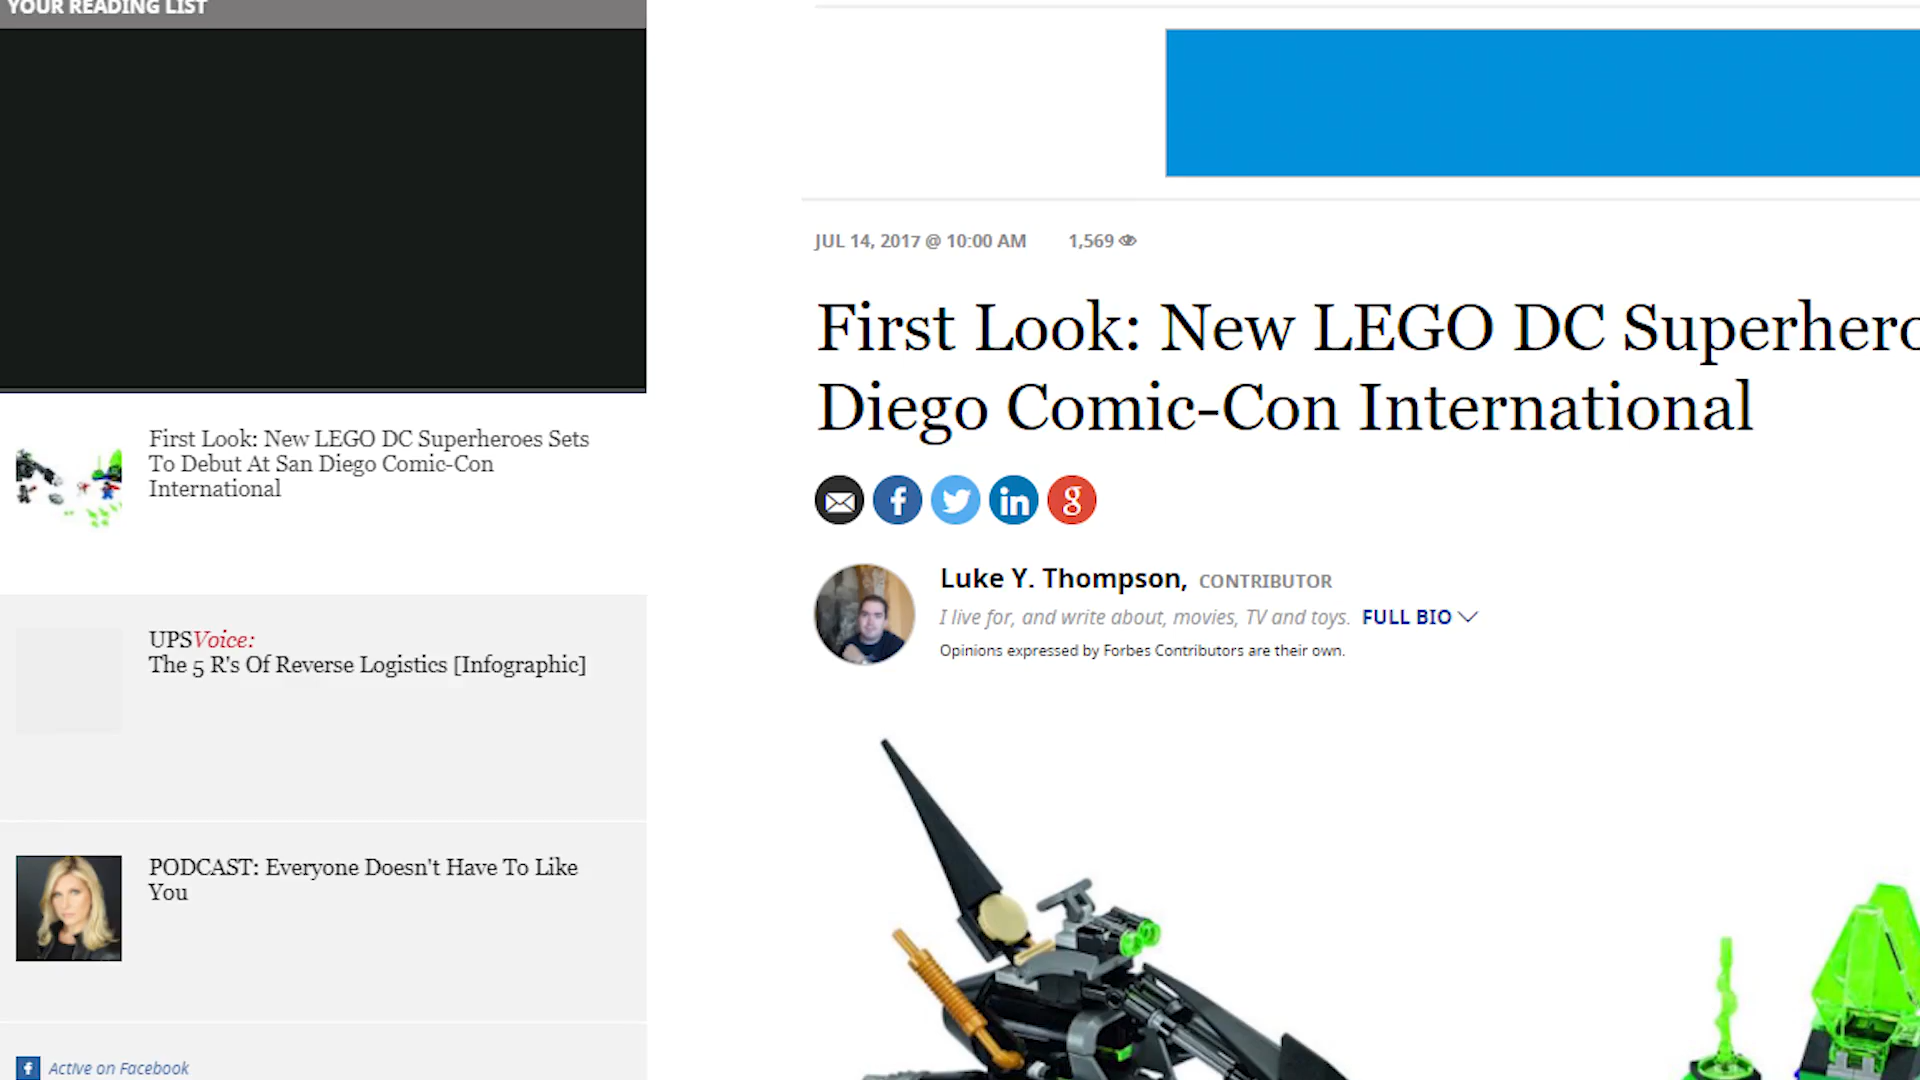 YOUR READING LIST
First Look: New LEGO DC Superheroes Sets
To Debut At San Diego Comic-Con
International
UPSVoice:
The 5 R's Of Reverse Logistics [Infographic]
PODCAST: Everyone Doesn't Have To Like
You
Active on Facebook
JUL 14, 2017 @ 10:00 AM 1,569
First Look: New LEGO DC Superhero
Diego Comic-Con International
Luke Y. Thompson, CONTRIBUTOR
I live for, and write about, movies, TV and toys. FULL BIO
Opinions expressed by Forbes Contributors are their own.